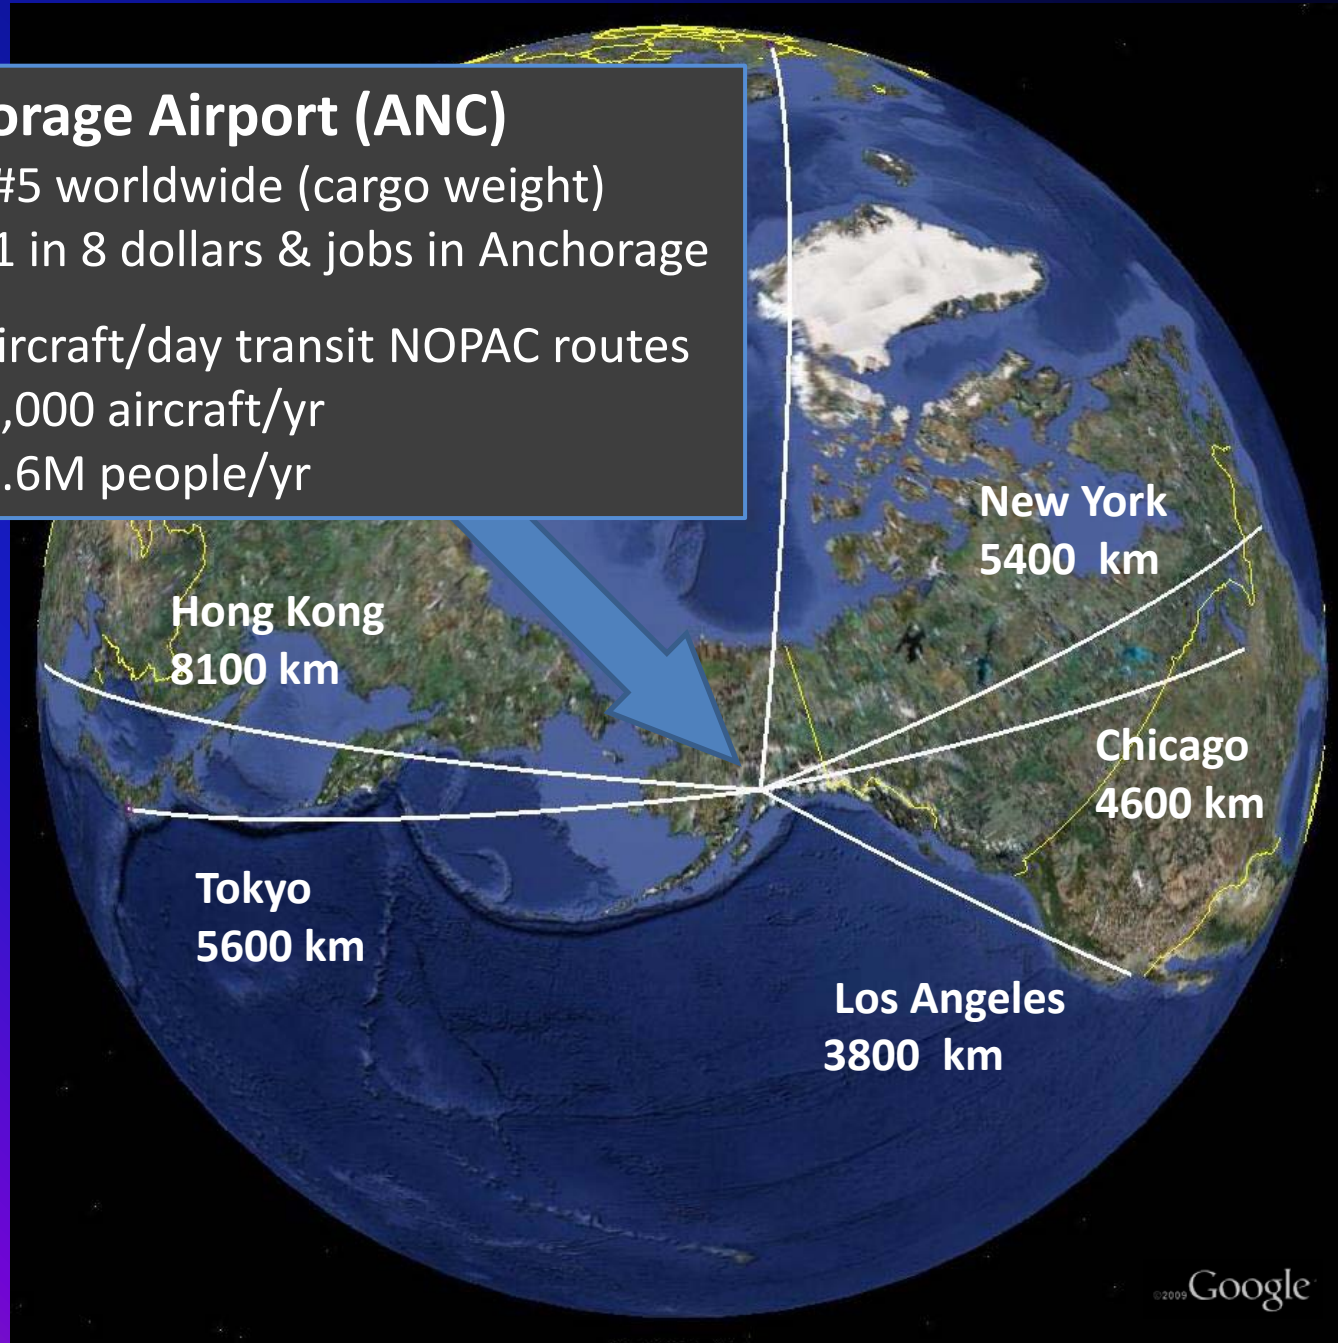 orage Airport (ANC)
#5 worldwide (cargo weight)
1 in 8 dollars & jobs in Anchorage
ircraft/day transit NOPAC routes
,000 aircraft/yr
.6M people/yr
New York
5400 km
Hong Kong
8100 km
Chicago
4600 km
Tokyo
5600 km
Los Angeles
3800 km
©2009 Google